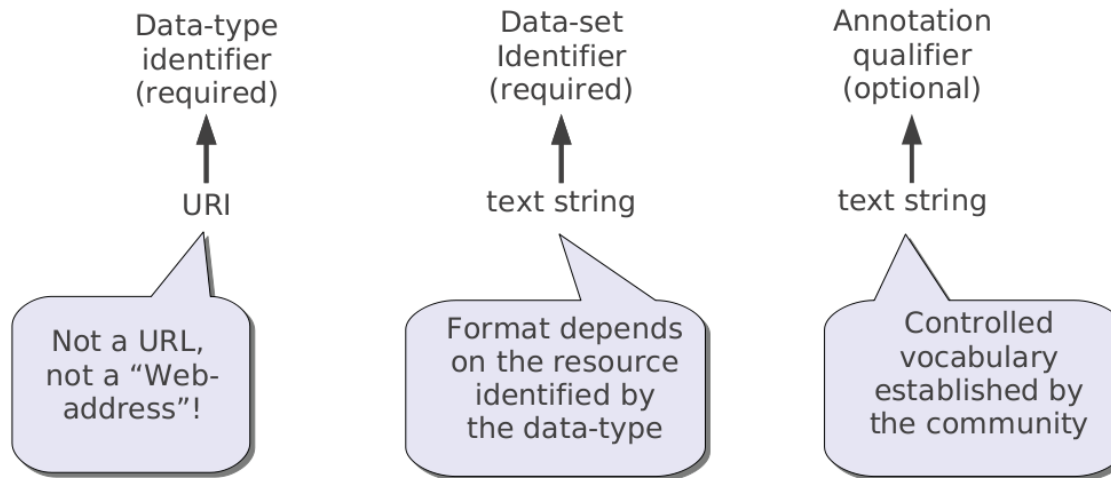 Data-type
identifier
(required)
URI
Not a URL,
not a “Web-
address”!
Data-set
Identifier
(required)
text string
Format depends
on the resource
identified by
the data-type
Annotation
qualifier
(optional)
text string
Controlled
vocabulary
established by
the community